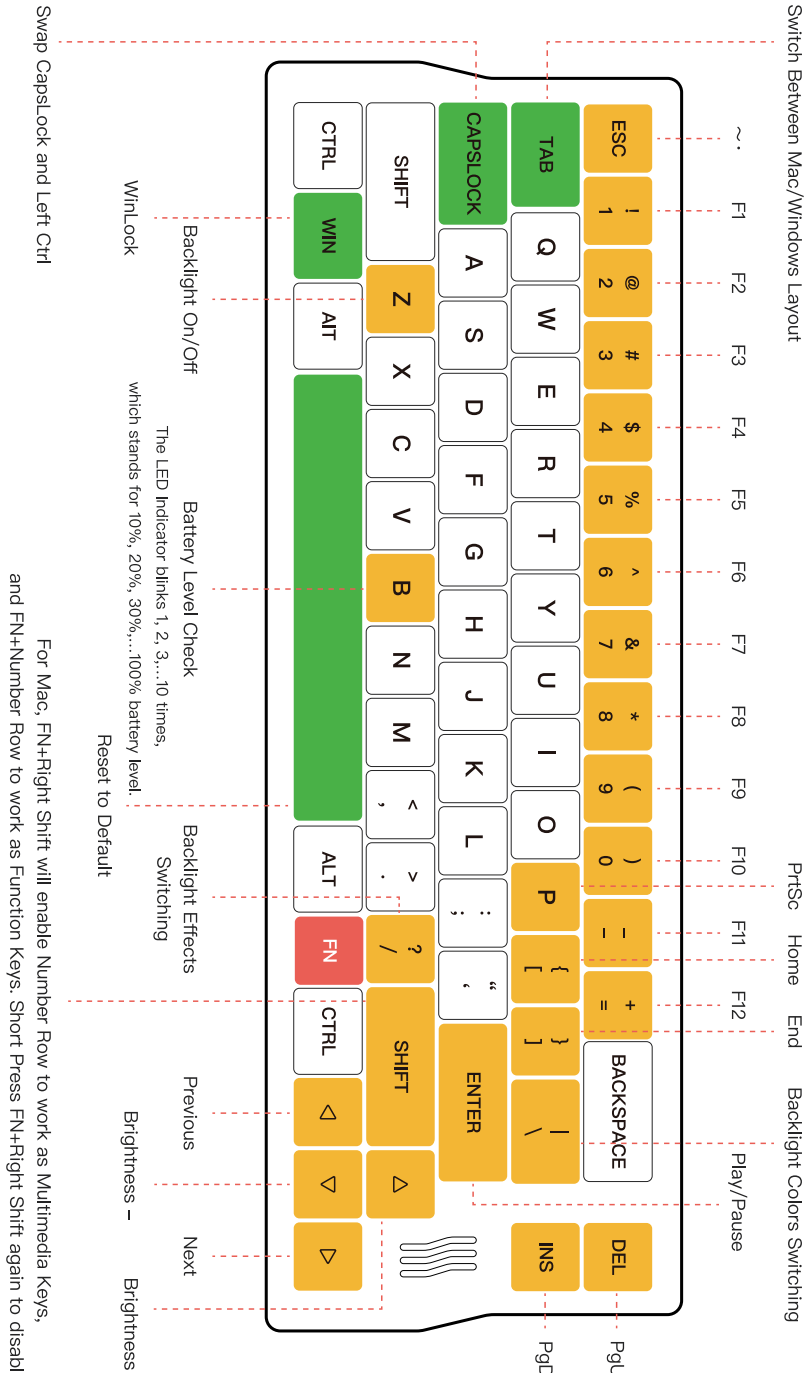 Switch Between Mac/Windows Layout
PrtSc
Home
End
Backlight Colors Switching
~ ·
F1
F2
F3
F4
F5
F6
F7
F8
F9
F10
F11
F12
Play/Pause
ESC
! 1
@ 2
# 3
$ 4
% 5
^ 6
& 7
* 8
( 9
) 0
– –
+ =
BACKSPACE
DEL
PgU
TAB
Q
W
E
R
T
Y
U
I
O
P
{ [
} ]
| \
INS
PgD
CAPSLOCK
A
S
D
F
G
H
J
K
L
: ;
“ ‘
ENTER
SHIFT
Z
X
C
V
B
N
M
< ,
> .
? /
SHIFT
CTRL
WIN
AIT
ALT
FN
CTRL
Swap CapsLock and Left Ctrl
WinLock
Backlight On/Off
Battery Level Check
The LED Indicator blinks 1, 2, 3,...10 times,
which stands for 10%, 20%, 30%,...100% battery level.
Reset to Default
Backlight Effects
Switching
Previous
Brightness –
Next
Brightness
For Mac, FN+Right Shift will enable Number Row to work as Multimedia Keys,
and FN+Number Row to work as Function Keys. Short Press FN+Right Shift again to disabl